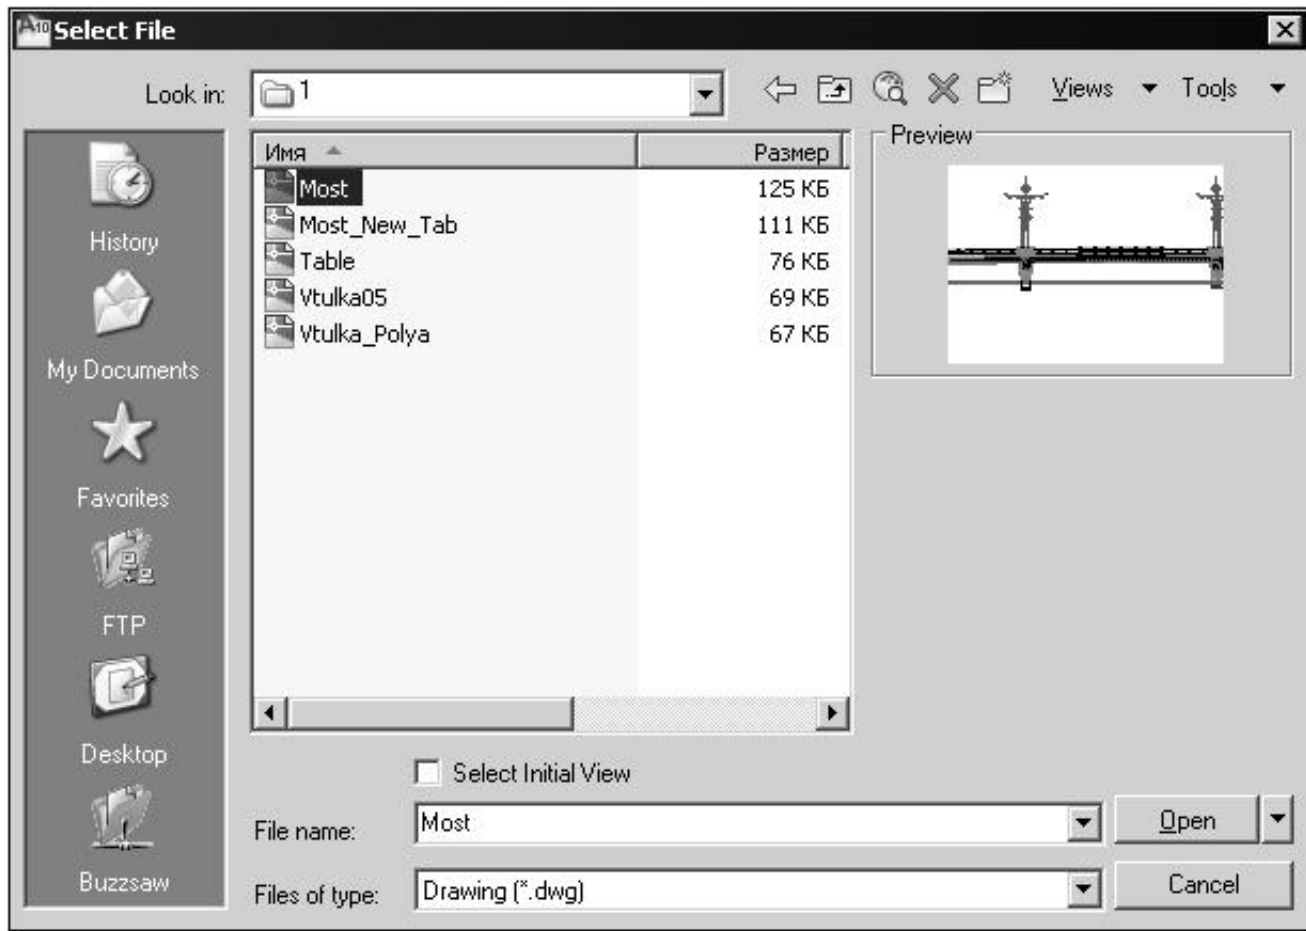 A10 Select File
Look in: 1 Views Tools
Имя Размер
Most 125 КБ
Most_New_Tab 111 КБ
Table 76 КБ
Vtulka05 69 КБ
Vtulka_Polya 67 КБ
Preview
History
My Documents
Favorites
FTP
Desktop
Buzzsaw
Select Initial View
File name: Most Open
Files of type: Drawing (*.dwg) Cancel